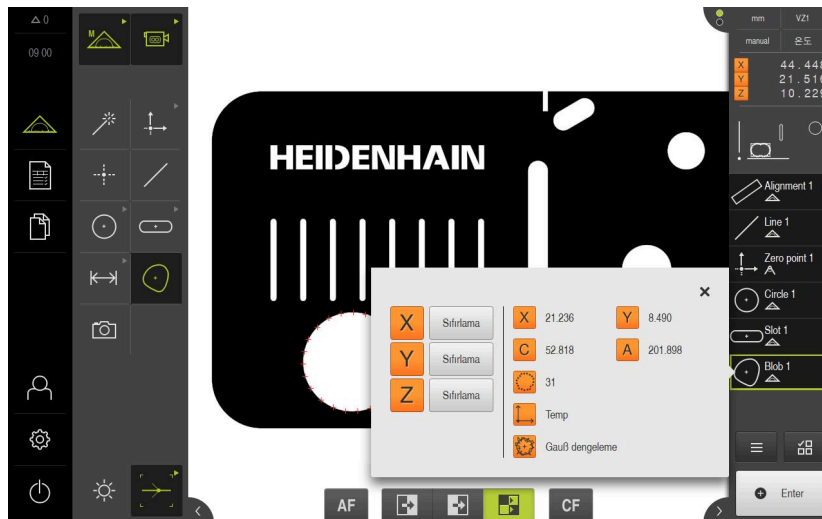 0
09 00
M
HEIDENHAIN
mm VZ1
manual 온도
X 44.448
Y 21.516
Z 10.229
Alignment 1
Line 1
Zero point 1
Circle 1
Slot 1
Blob 1
X Sıfırlama
Y Sıfırlama
Z Sıfırlama
X 21.236 Y 8.490
C 52.818 A 201.898
31
Temp
Gauß dengeleme
AF CF
Enter